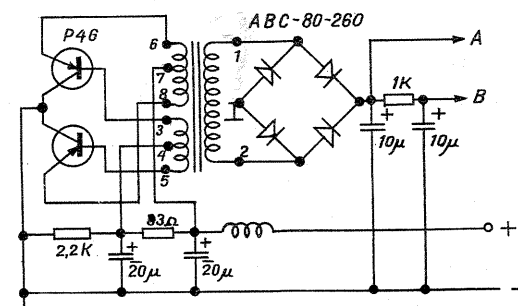 ABC-80-260
P46
6
7
8
3
4
5
1
2
A
1K
B
+
10µ
+
10µ
33Ω
2,2K
+
20µ
+
20µ
+
-